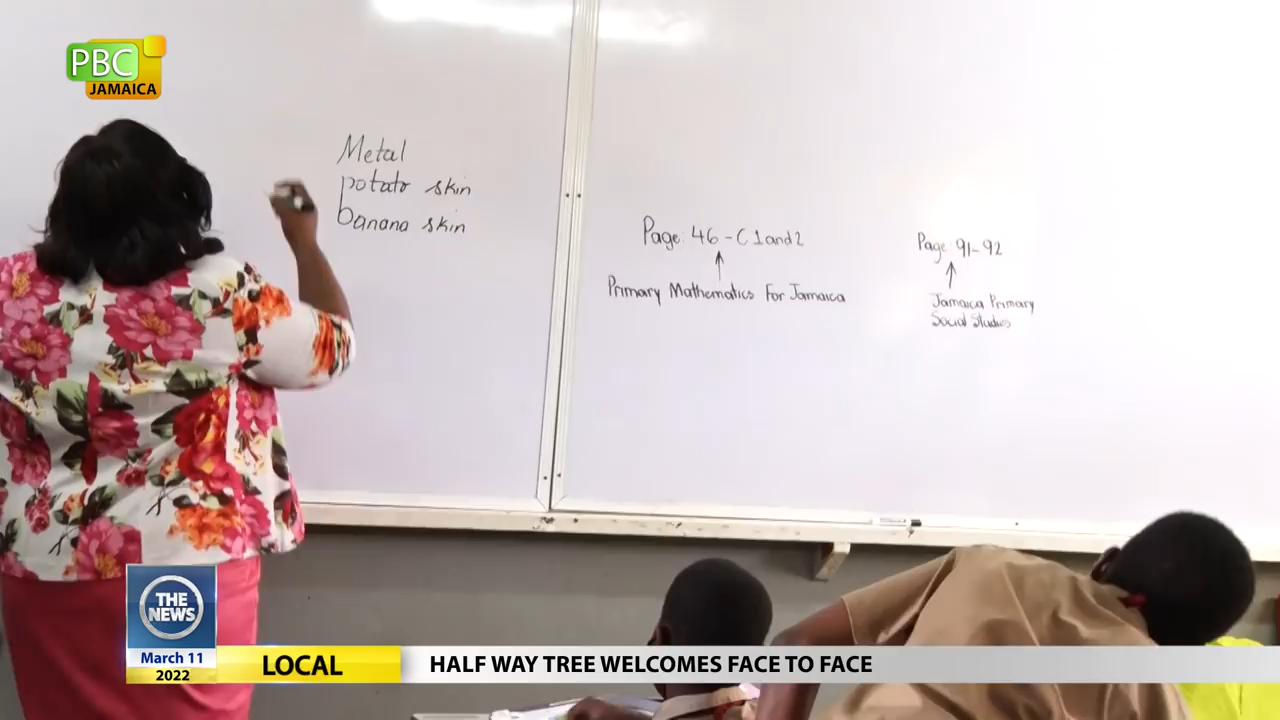 PBC
JAMAICA
Metal
potato skin
banana skin
Page: 46 - C 1 and 2
Primary Mathematics For Jamaica
Page: 91-92
Jamaica Primary
Social Studies
THE
NEWS
March 11
2022
LOCAL
HALF WAY TREE WELCOMES FACE TO FACE